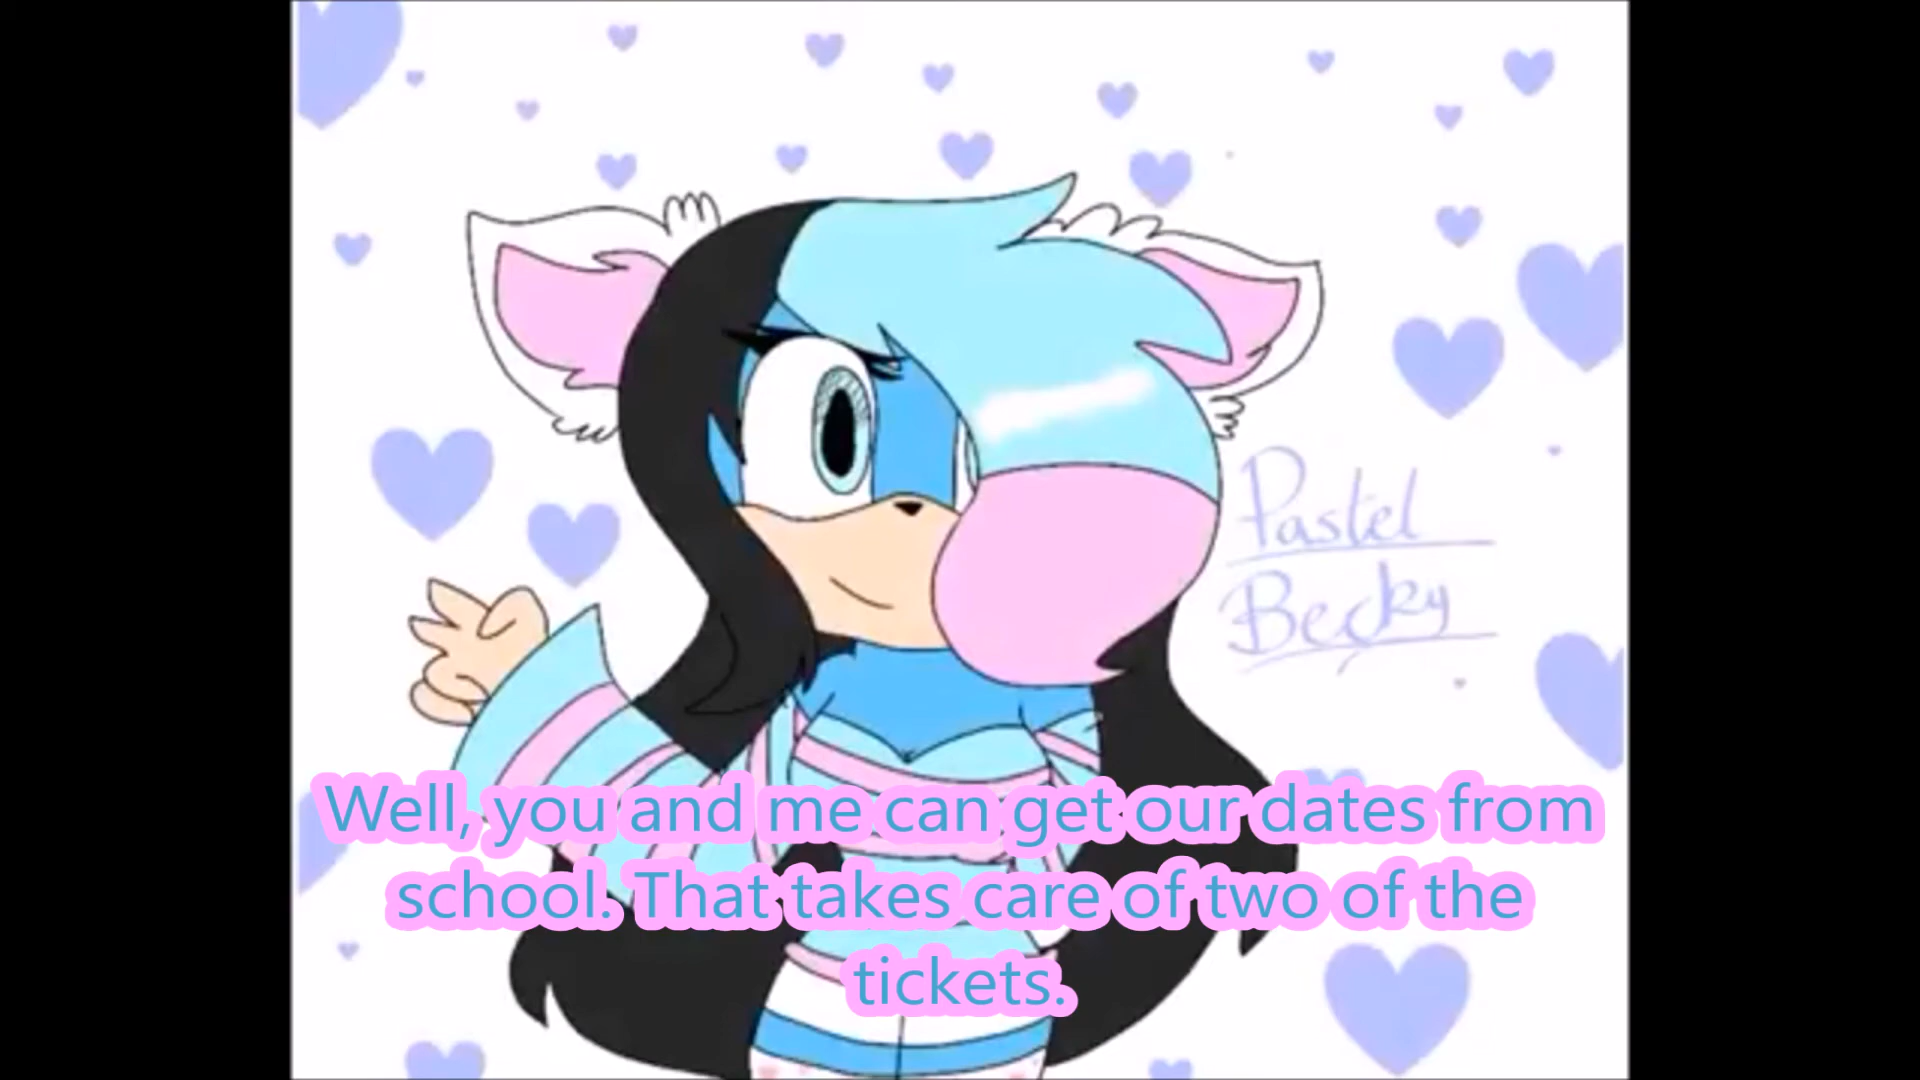 Pastel
Becky
Well, you and me can get our dates from
school. That takes care of two of the
tickets.